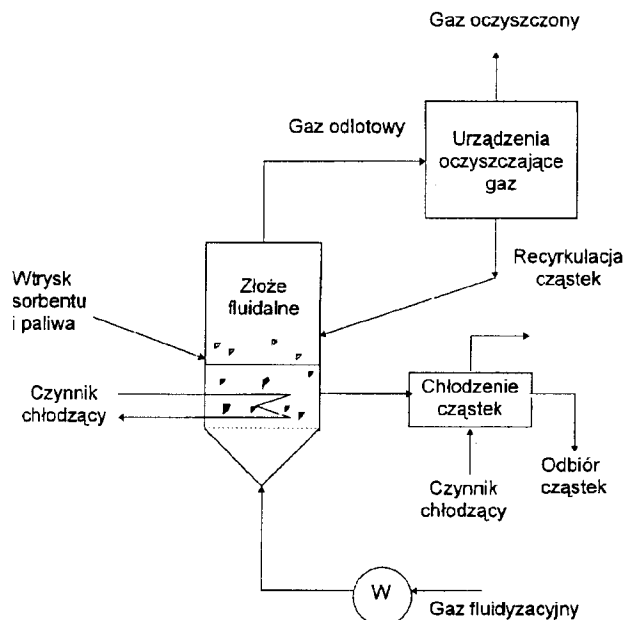 Gaz oczyszczony
Gaz odlotowy
Urządzenia
oczyszczające
gaz
Recyrkulacja
cząstek
Złoże
fluidalne
Wtrysk
sorbentu
i paliwa
Czynnik
chłodzący
Chłodzenie
cząstek
Czynnik
chłodzący
Odbiór
cząstek
W
Gaz fluidyzacyjny